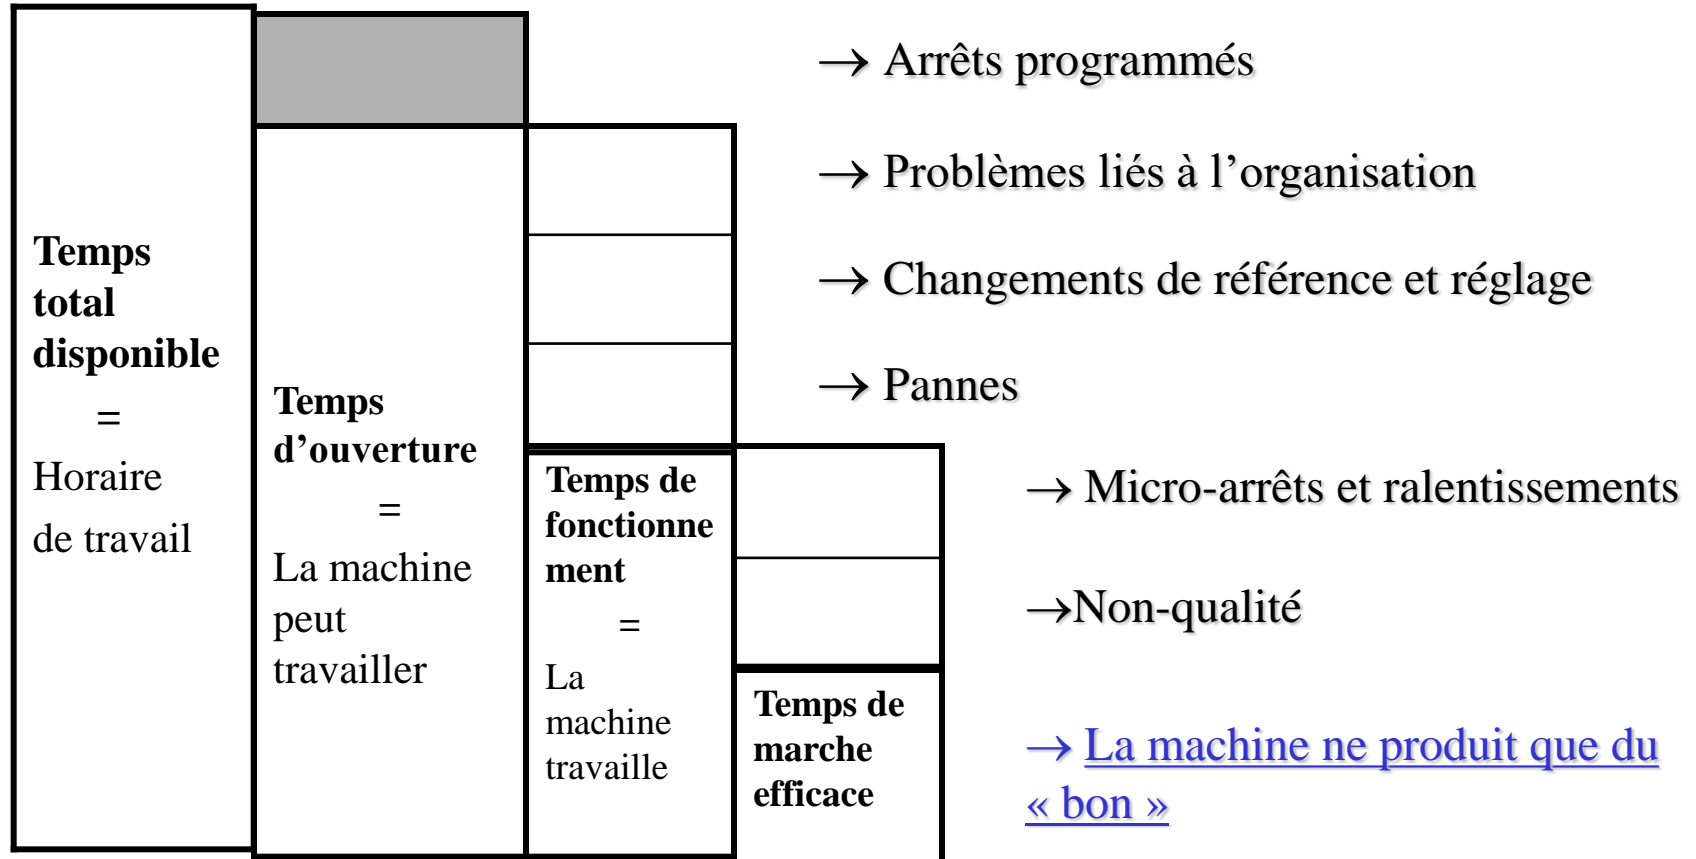 Temps
total
disponible
=
Horaire
de travail
Temps
d’ouverture
=
La machine
peut
travailler
Temps de
fonctionne
ment
=
La
machine
travaille
Temps de
marche
efficace
→ Arrêts programmés
→ Problèmes liés à l’organisation
→ Changements de référence et réglage
→ Pannes
→ Micro-arrêts et ralentissements
→Non-qualité
→ La machine ne produit que du
« bon »